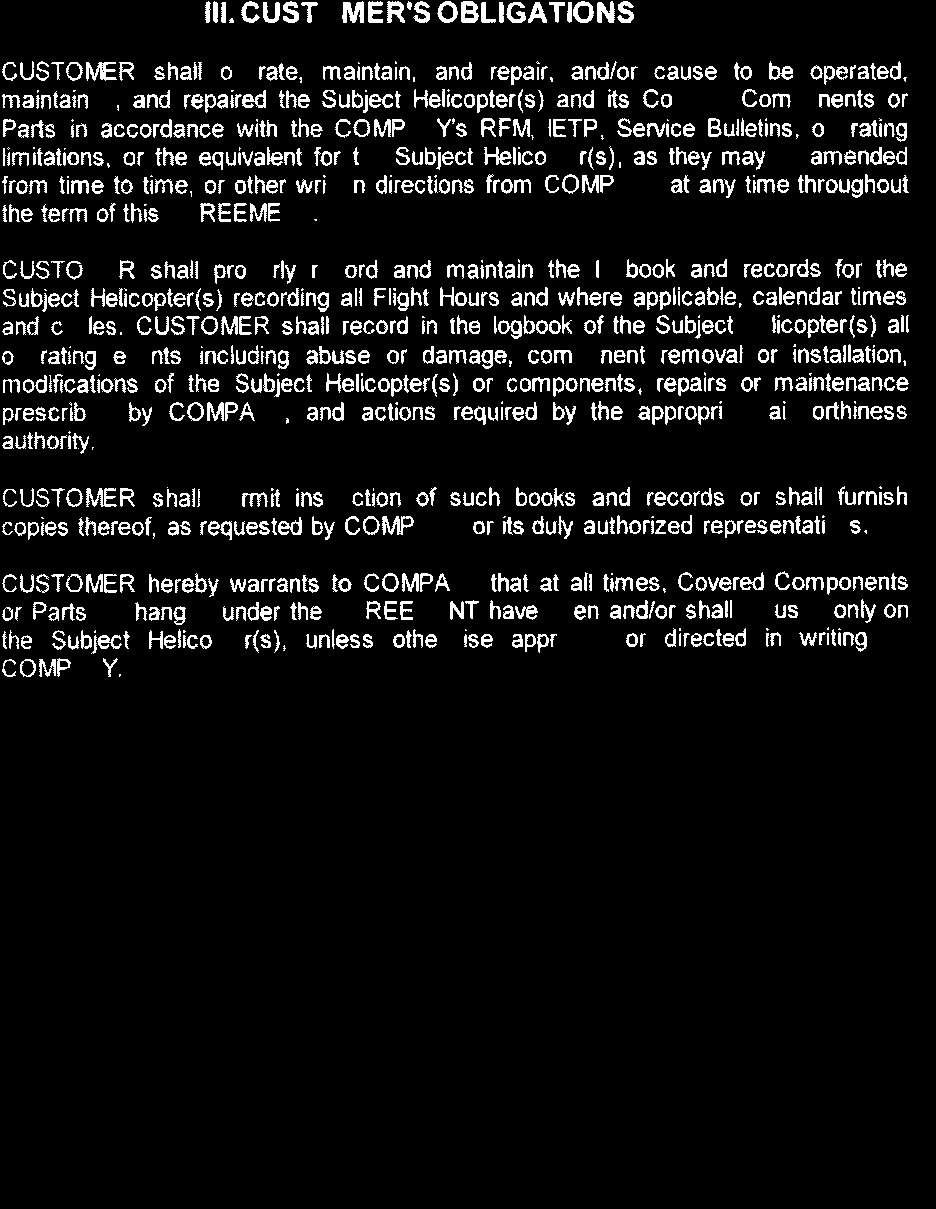 III. CUST MER'S OBLIGATIONS
CUSTOMER shall o rate, maintain, and repair, and/or cause to be operated,
maintain , and repaired the Subject Helicopter(s) and its Co Com nents or
Parts in accordance with the COMP Y's RFM, IETP, Service Bulletins, o rating
limitations, or the equivalent for t Subject Helico r(s), as they may amended
from time to time, or other wri n directions from COMP at any time throughout
the term of this REEME .
CUSTO R shall pro rly r ord and maintain the l book and records for the
Subject Helicopter(s) recording all Flight Hours and where applicable, calendar times
and c les. CUSTOMER shall record in the logbook of the Subject licopter(s) all
o rating e nts including abuse or damage, com nent removal or installation,
modifications of the Subject Helicopter(s) or components, repairs or maintenance
prescrib by COMPA , and actions required by the appropri ai orthiness
authority.
CUSTOMER shall rmit ins ction of such books and records or shall furnish
copies thereof, as requested by COMP or its duly authorized representati s.
CUSTOMER hereby warrants to COMPA that at all times, Covered Components
or Parts hang under the REE NT have en and/or shall us only on
the Subject Helico r(s), unless othe ise appr or directed in writing
COMP Y.